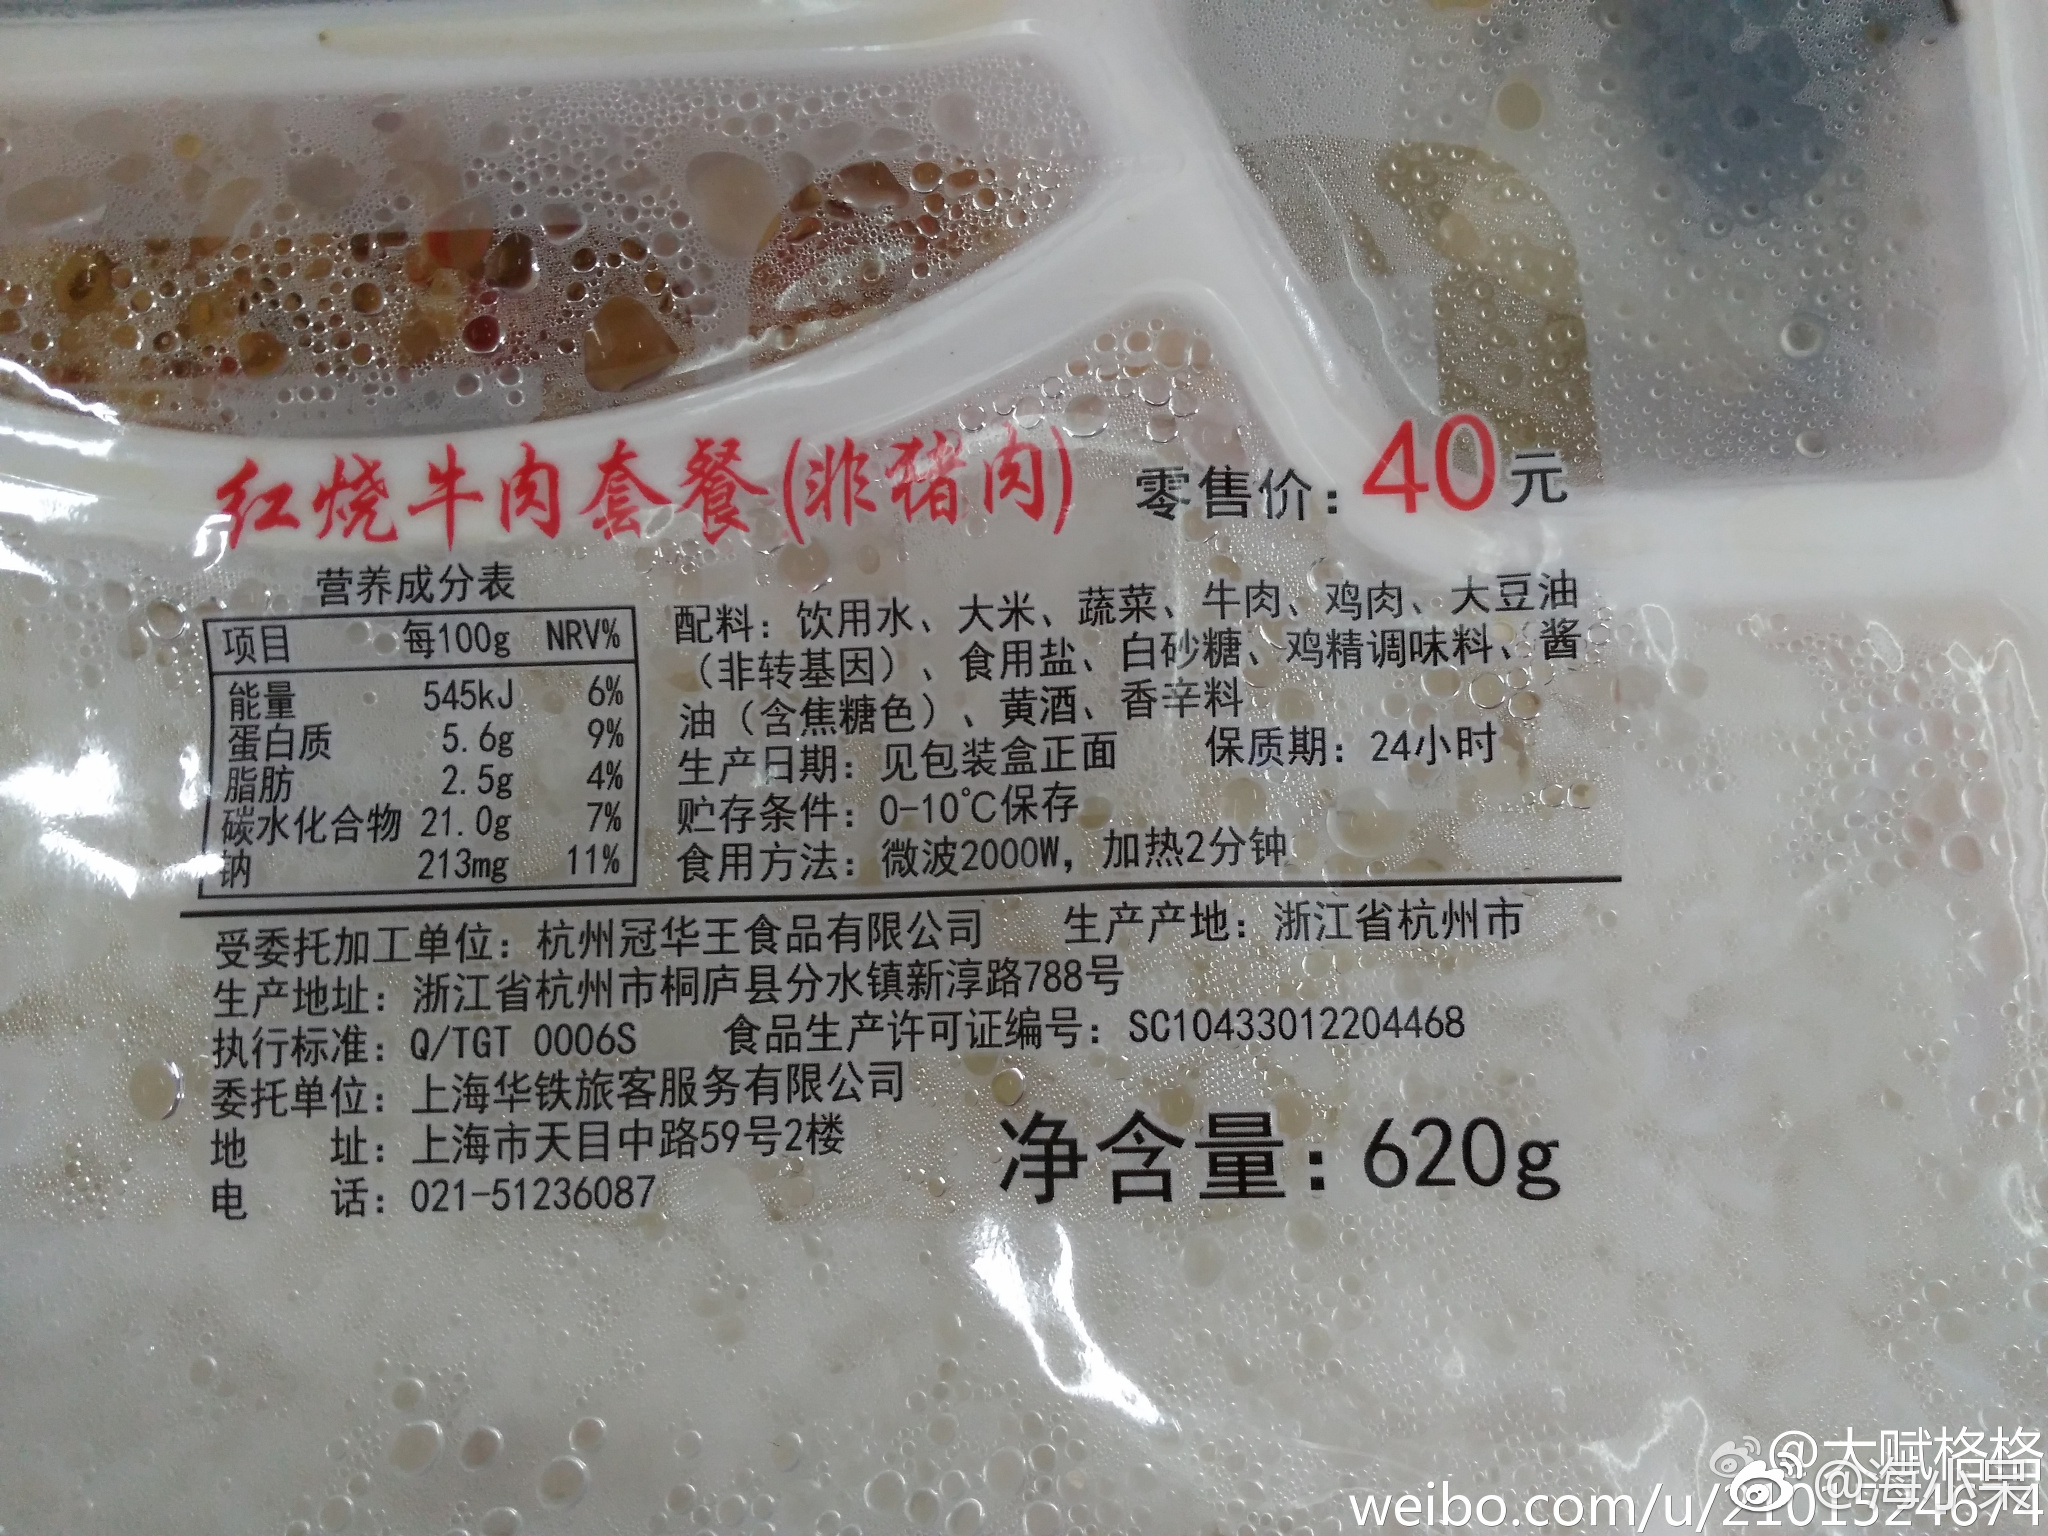 红烧牛肉套餐(非猪肉) 零售价:40元
营养成分表
项目 每100g NRV%
能量 545kJ 6%
蛋白质 5.6g 9%
脂肪 2.5g 4%
碳水化合物 21.0g 7%
钠 213mg 11%
配料:饮用水、大米、蔬菜、牛肉、鸡肉、大豆油
(非转基因)、食用盐、白砂糖、鸡精调味料、酱
油(含焦糖色)、黄酒、香辛料
生产日期:见包装盒正面 保质期:24小时
贮存条件:0-10℃保存
食用方法:微波2000W,加热2分钟
受委托加工单位:杭州冠华王食品有限公司 生产产地:浙江省杭州市
生产地址:浙江省杭州市桐庐县分水镇新淳路788号
执行标准:Q/TGT 0006S 食品生产许可证编号:SC10433012204468
委托单位:上海华铁旅客服务有限公司
地 址:上海市天目中路59号2楼
电 话:021-51236087
净含量:620g
@大赋格格
weibo.com/u/2101524674